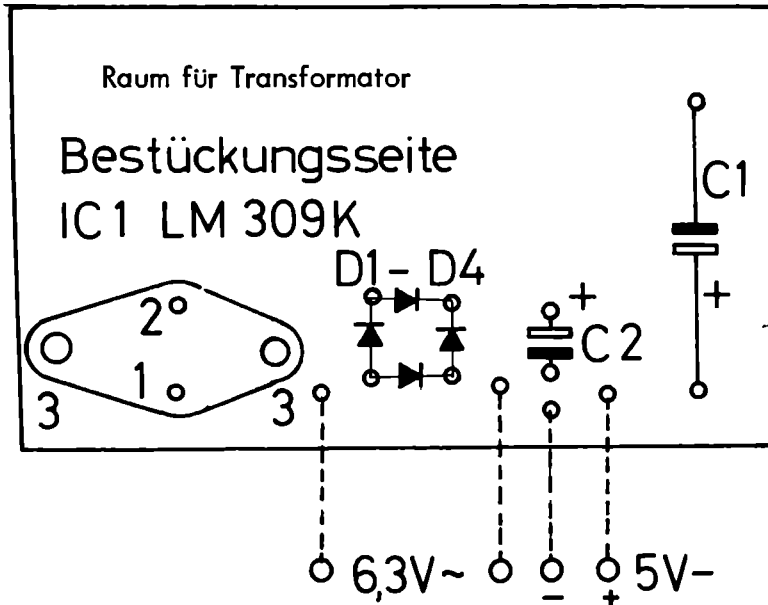 Raum für Transformator
Bestückungsseite
IC1 LM 309K
C1
D1 - D4
+
+
2
C2
1
3
3
6,3V~
5V-
-
+